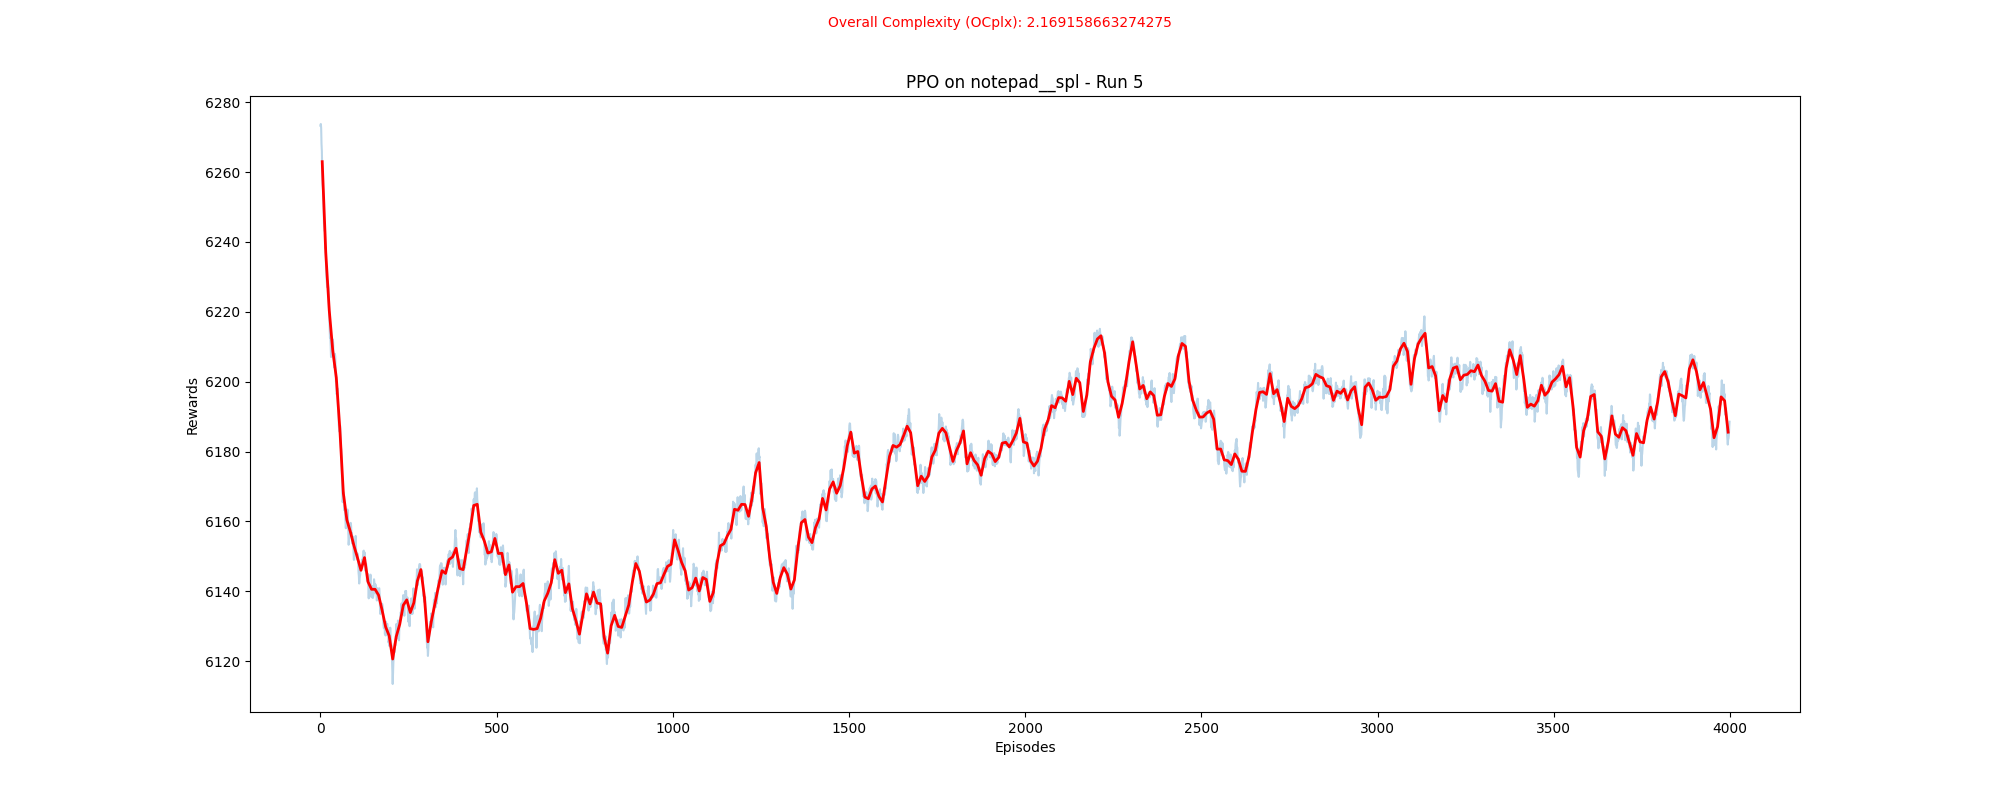 Overall Complexity (OCplx): 2.169158663274275
PPO on notepad__spl - Run 5
6280
6260
6240
6220
6200
6180
6160
6140
6120
Rewards
0 500 1000 1500 2000 2500 3000 3500 4000
Episodes